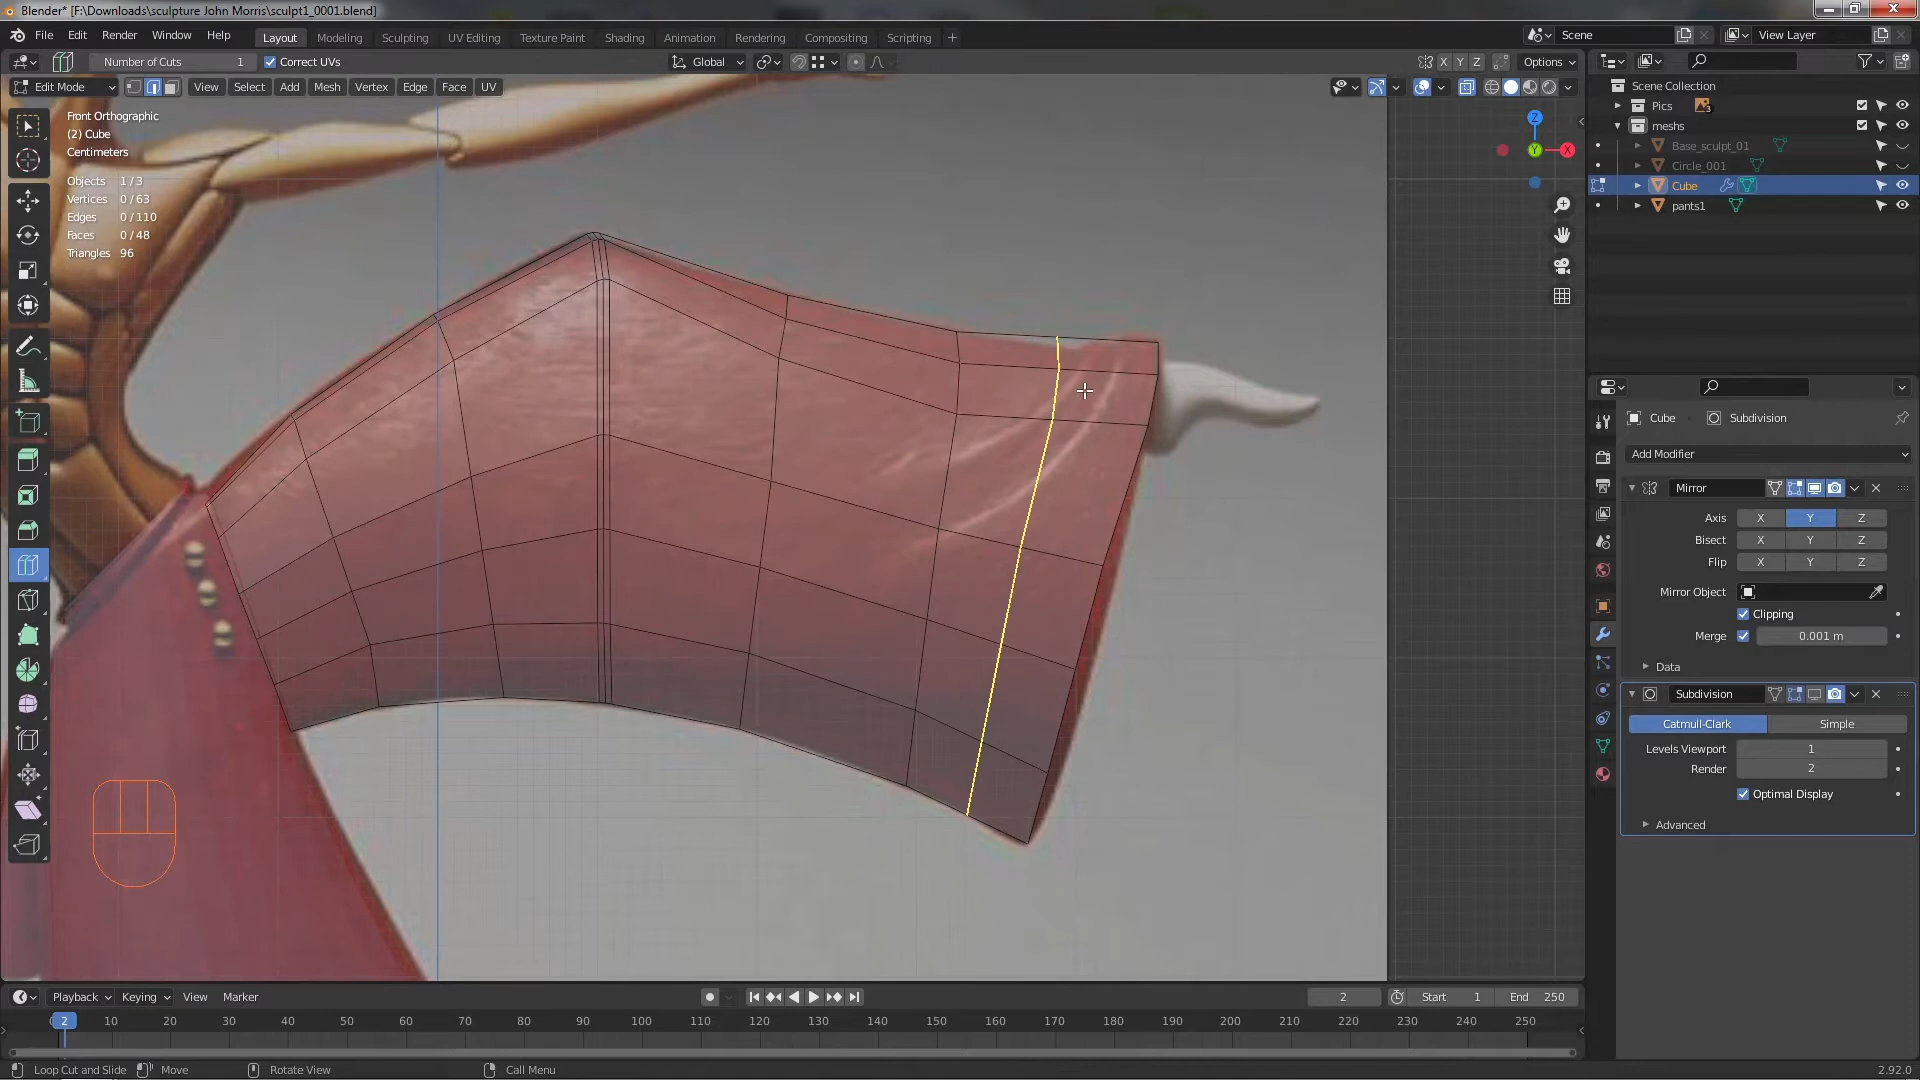 Blender* [F:\Downloads\sculpture John Morris\sculpt1_0001.blend]
File Edit Render Window Help Layout Modeling Sculpting UV Editing Texture Paint Shading Animation Rendering Compositing Scripting + Scene View Layer
Number of Cuts 1 Correct UVs Global X Y Z Options
Edit Mode View Select Add Mesh Vertex Edge Face UV
Scene Collection
Pics 3
meshs
Base_sculpt_01
Circle_001
Cube
pants1
Front Orthographic
(2) Cube
Centimeters
Objects 1/3
Vertices 0/63
Edges 0/110
Faces 0/48
Triangles 96
Z
Y X
Cube Subdivision
Add Modifier
Mirror
Axis X Y Z
Bisect X Y Z
Flip X Y Z
Mirror Object
Clipping
Merge 0.001 m
Data
Subdivision
Catmull-Clark Simple
Levels Viewport 1
Render 2
Optimal Display
Advanced
Playback Keying View Marker 2 Start 1 End 250
2 10 20 30 40 50 60 70 80 90 100 110 120 130 140 150 160 170 180 190 200 210 220 230 240 250
Loop Cut and Slide Move Rotate View Call Menu 2.92.0